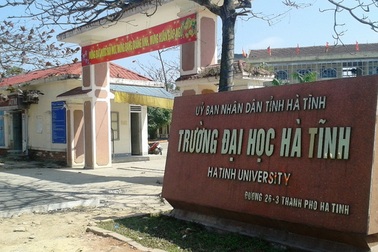 ỦY BAN NHÂN DÂN TỈNH HÀ TĨNH
TRƯỜNG ĐẠI HỌC HÀ TĨNH
HATINH UNIVERSITY
ĐƯỜNG 26-3 THÀNH PHỐ HÀ TĨNH